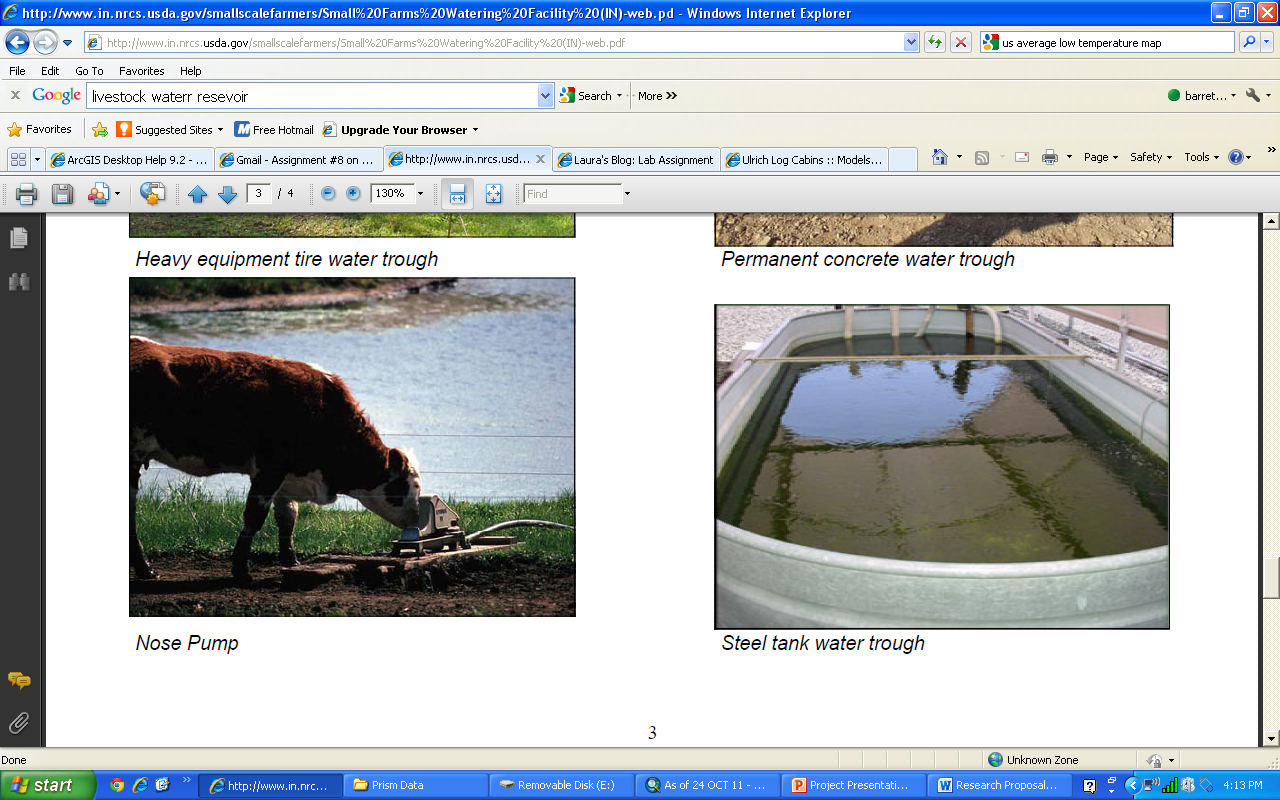 http://www.in.nrcs.usda.gov/smallscalefarmers/Small%20Farms%20Watering%20Facility%20(IN)-web.pd - Windows Internet Explorer
http://www.in.nrcs.usda.gov/smallscalefarmers/Small%20Farms%20Watering%20Facility%20(IN)-web.pdf
us average low temperature map
File Edit Go To Favorites Help
x Google livestock waterr resevoir Search More >> barret...
Favorites Suggested Sites Free Hotmail Upgrade Your Browser
ArcGIS Desktop Help 9.2 - ... Gmail - Assignment #8 on ... http://www.in.nrcs.usd... Laura's Blog: Lab Assignment Ulrich Log Cabins :: Models... Page Safety Tools
3 / 4 130% Find
Heavy equipment tire water trough
Permanent concrete water trough
Nose Pump
Steel tank water trough
3
Done Unknown Zone
start http://www.in.nrc... Prism Data Removable Disk (E:) As of 24 OCT 11 - ... Project Presentati... Research Proposal... 4:13 PM